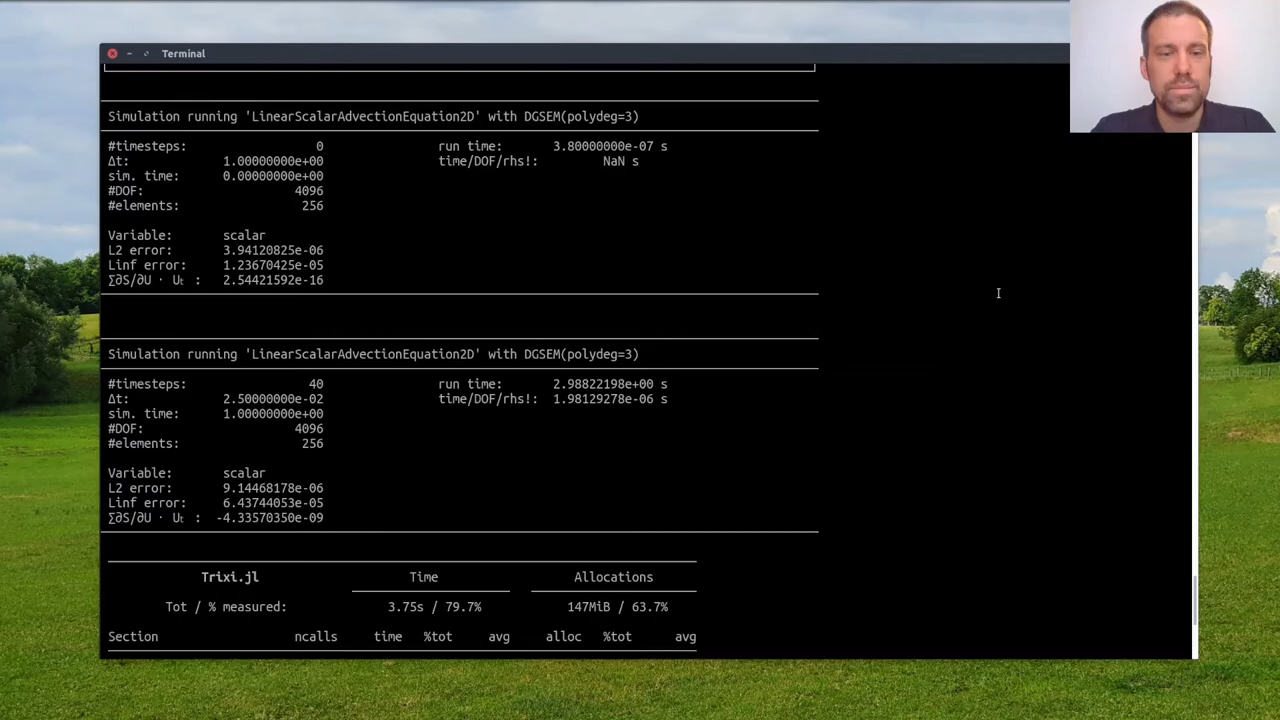 Terminal
Simulation running 'LinearScalarAdvectionEquation2D' with DGSEM(polydeg=3)
#timesteps: 0 run time: 3.80000000e-07 s
Δt: 1.00000000e+00 time/DOF/rhs!: NaN s
sim. time: 0.00000000e+00
#DOF: 4096
#elements: 256
Variable: scalar
L2 error: 3.94120825e-06
Linf error: 1.23670425e-05
∑∂S/∂U ⋅ Uₜ : 2.54421592e-16
Simulation running 'LinearScalarAdvectionEquation2D' with DGSEM(polydeg=3)
#timesteps: 40 run time: 2.98822198e+00 s
Δt: 2.50000000e-02 time/DOF/rhs!: 1.98129278e-06 s
sim. time: 1.00000000e+00
#DOF: 4096
#elements: 256
Variable: scalar
L2 error: 9.14468178e-06
Linf error: 6.43744053e-05
∑∂S/∂U ⋅ Uₜ : -4.33570350e-09
Trixi.jl Time Allocations
Tot / % measured: 3.75s / 79.7% 147MiB / 63.7%
Section ncalls time %tot avg alloc %tot avg